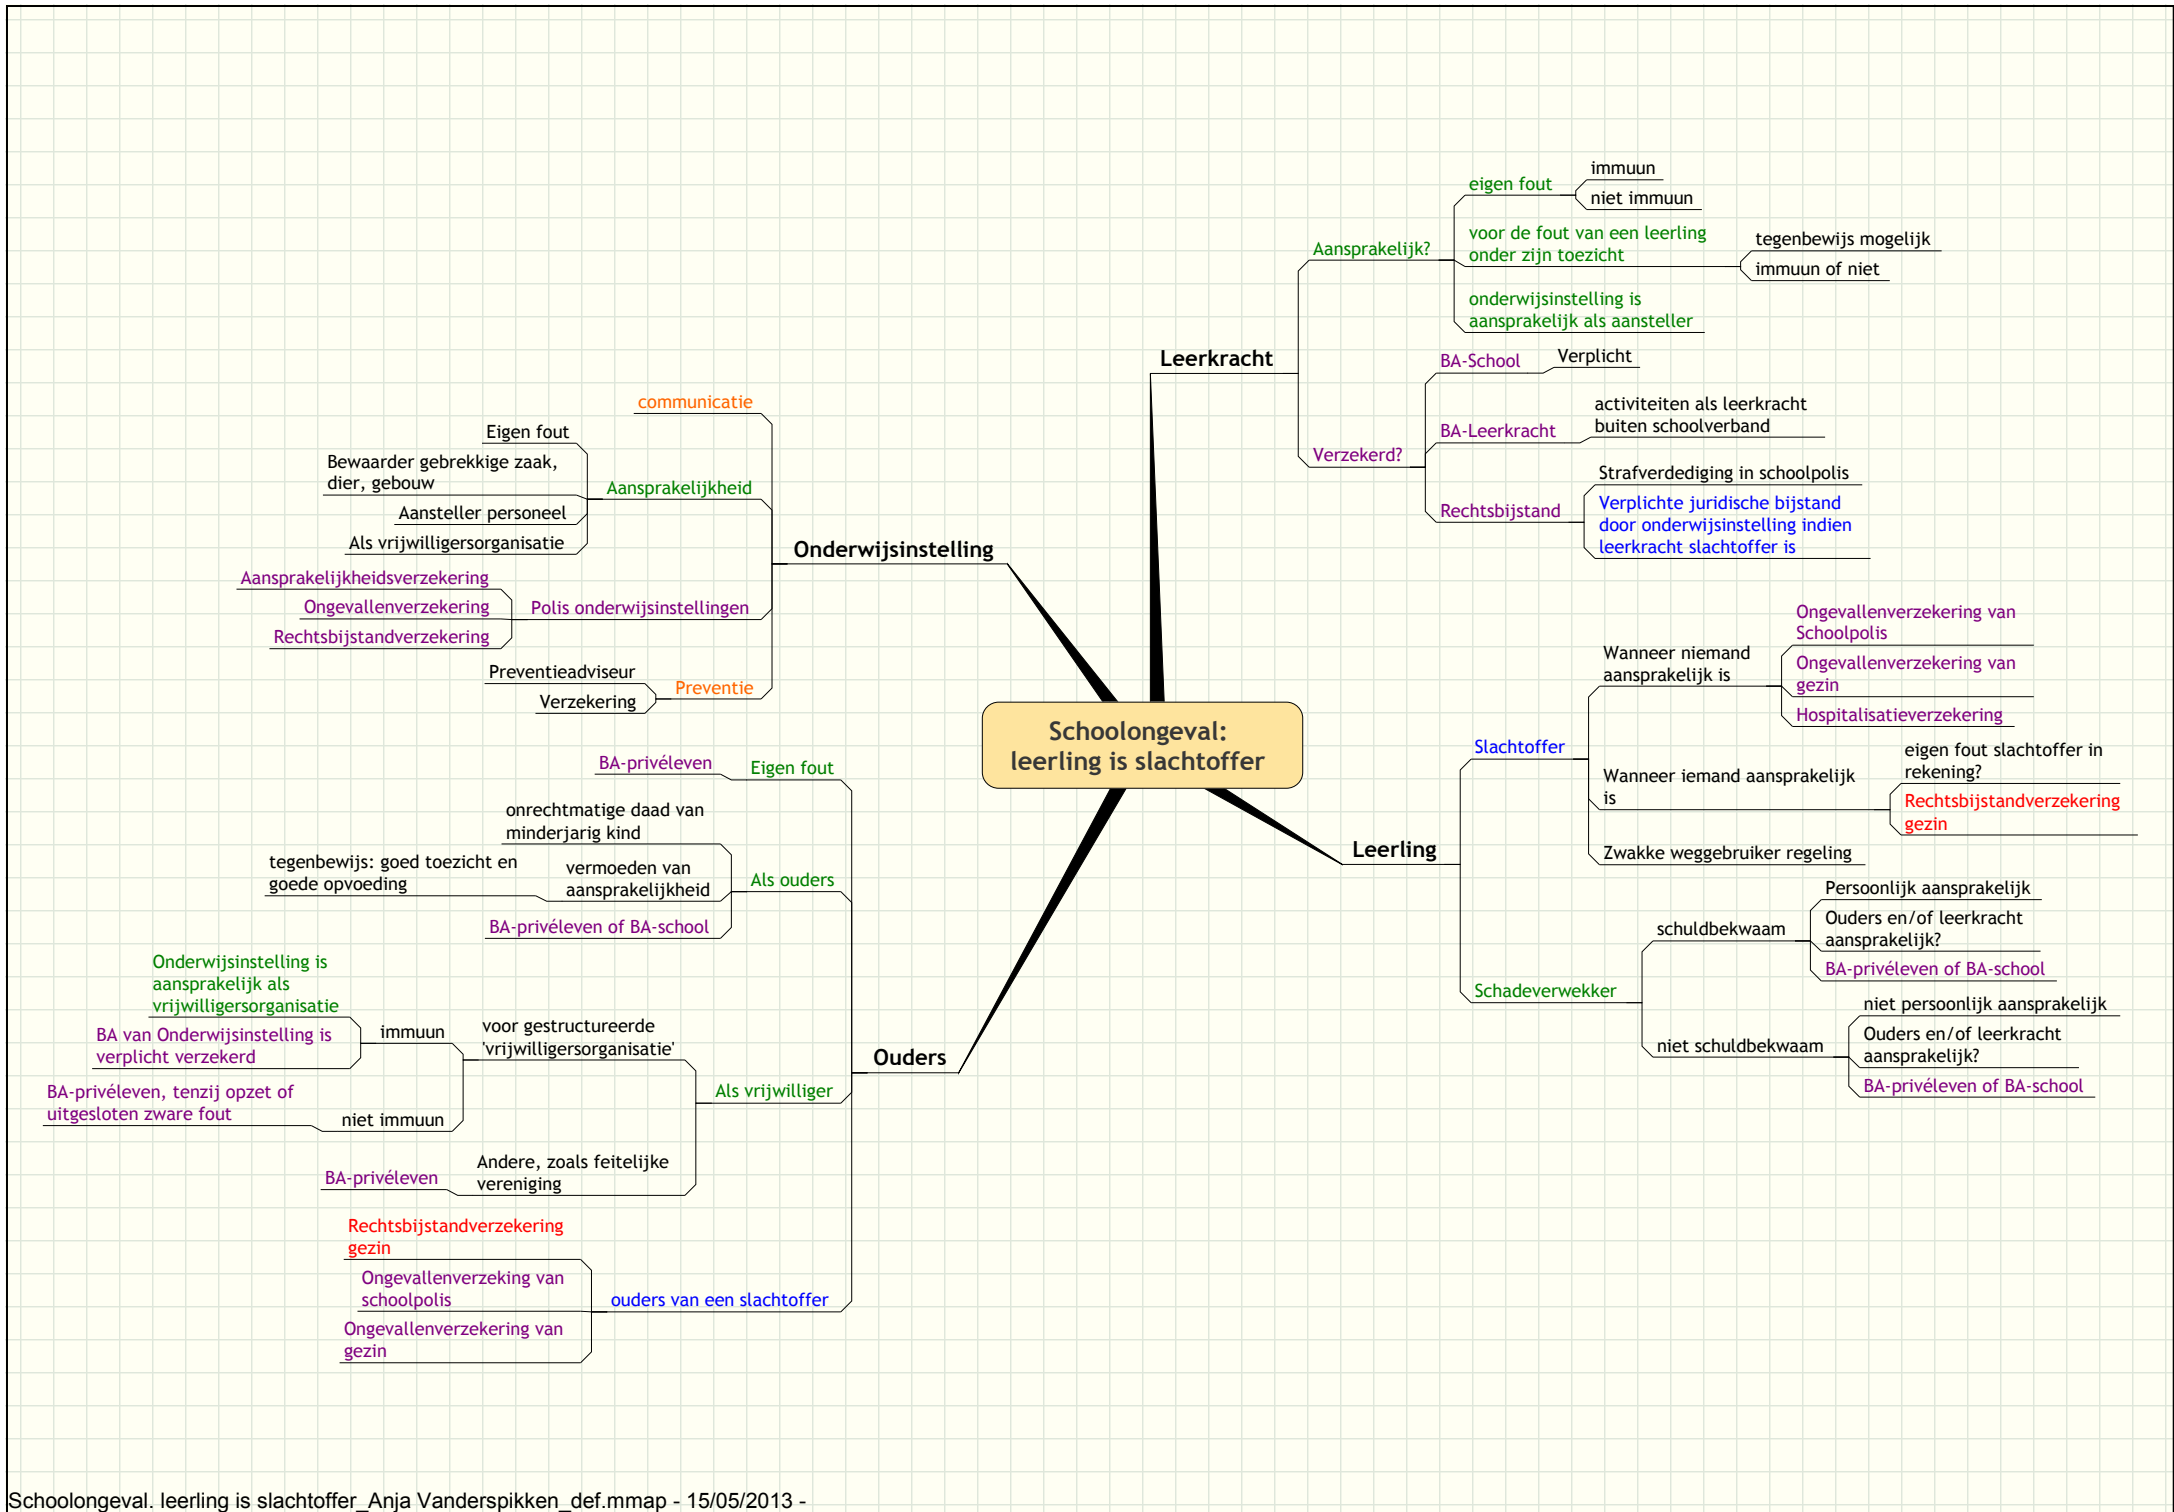 Schoolongeval:
leerling is slachtoffer
Leerkracht
Aansprakelijk?
eigen fout
immuun
niet immuun
voor de fout van een leerling
onder zijn toezicht
tegenbewijs mogelijk
immuun of niet
onderwijsinstelling is
aansprakelijk als aansteller
Verzekerd?
BA-School
Verplicht
BA-Leerkracht
activiteiten als leerkracht
buiten schoolverband
Rechtsbijstand
Strafverdediging in schoolpolis
Verplichte juridische bijstand
door onderwijsinstelling indien
leerkracht slachtoffer is
Leerling
Slachtoffer
Wanneer niemand
aansprakelijk is
Ongevallenverzekering van
Schoolpolis
Ongevallenverzekering van
gezin
Hospitalisatieverzekering
Wanneer iemand aansprakelijk
is
eigen fout slachtoffer in
rekening?
Rechtsbijstandverzekering
gezin
Zwakke weggebruiker regeling
Schadeverwekker
schuldbekwaam
Persoonlijk aansprakelijk
Ouders en/of leerkracht
aansprakelijk?
BA-privéleven of BA-school
niet schuldbekwaam
niet persoonlijk aansprakelijk
Ouders en/of leerkracht
aansprakelijk?
BA-privéleven of BA-school
Onderwijsinstelling
communicatie
Aansprakelijkheid
Eigen fout
Bewaarder gebrekkige zaak,
dier, gebouw
Aansteller personeel
Als vrijwilligersorganisatie
Polis onderwijsinstellingen
Aansprakelijkheidsverzekering
Ongevallenverzekering
Rechtsbijstandverzekering
Preventie
Preventieadviseur
Verzekering
Ouders
Eigen fout
BA-privéleven
Als ouders
onrechtmatige daad van
minderjarig kind
vermoeden van
aansprakelijkheid
tegenbewijs: goed toezicht en
goede opvoeding
BA-privéleven of BA-school
Als vrijwilliger
voor gestructureerde
'vrijwilligersorganisatie'
immuun
Onderwijsinstelling is
aansprakelijk als
vrijwilligersorganisatie
BA van Onderwijsinstelling is
verplicht verzekerd
niet immuun
BA-privéleven, tenzij opzet of
uitgesloten zware fout
Andere, zoals feitelijke
vereniging
BA-privéleven
ouders van een slachtoffer
Rechtsbijstandverzekering
gezin
Ongevallenverzeking van
schoolpolis
Ongevallenverzekering van
gezin
Schoolongeval. leerling is slachtoffer_Anja Vanderspikken_def.mmap - 15/05/2013 -